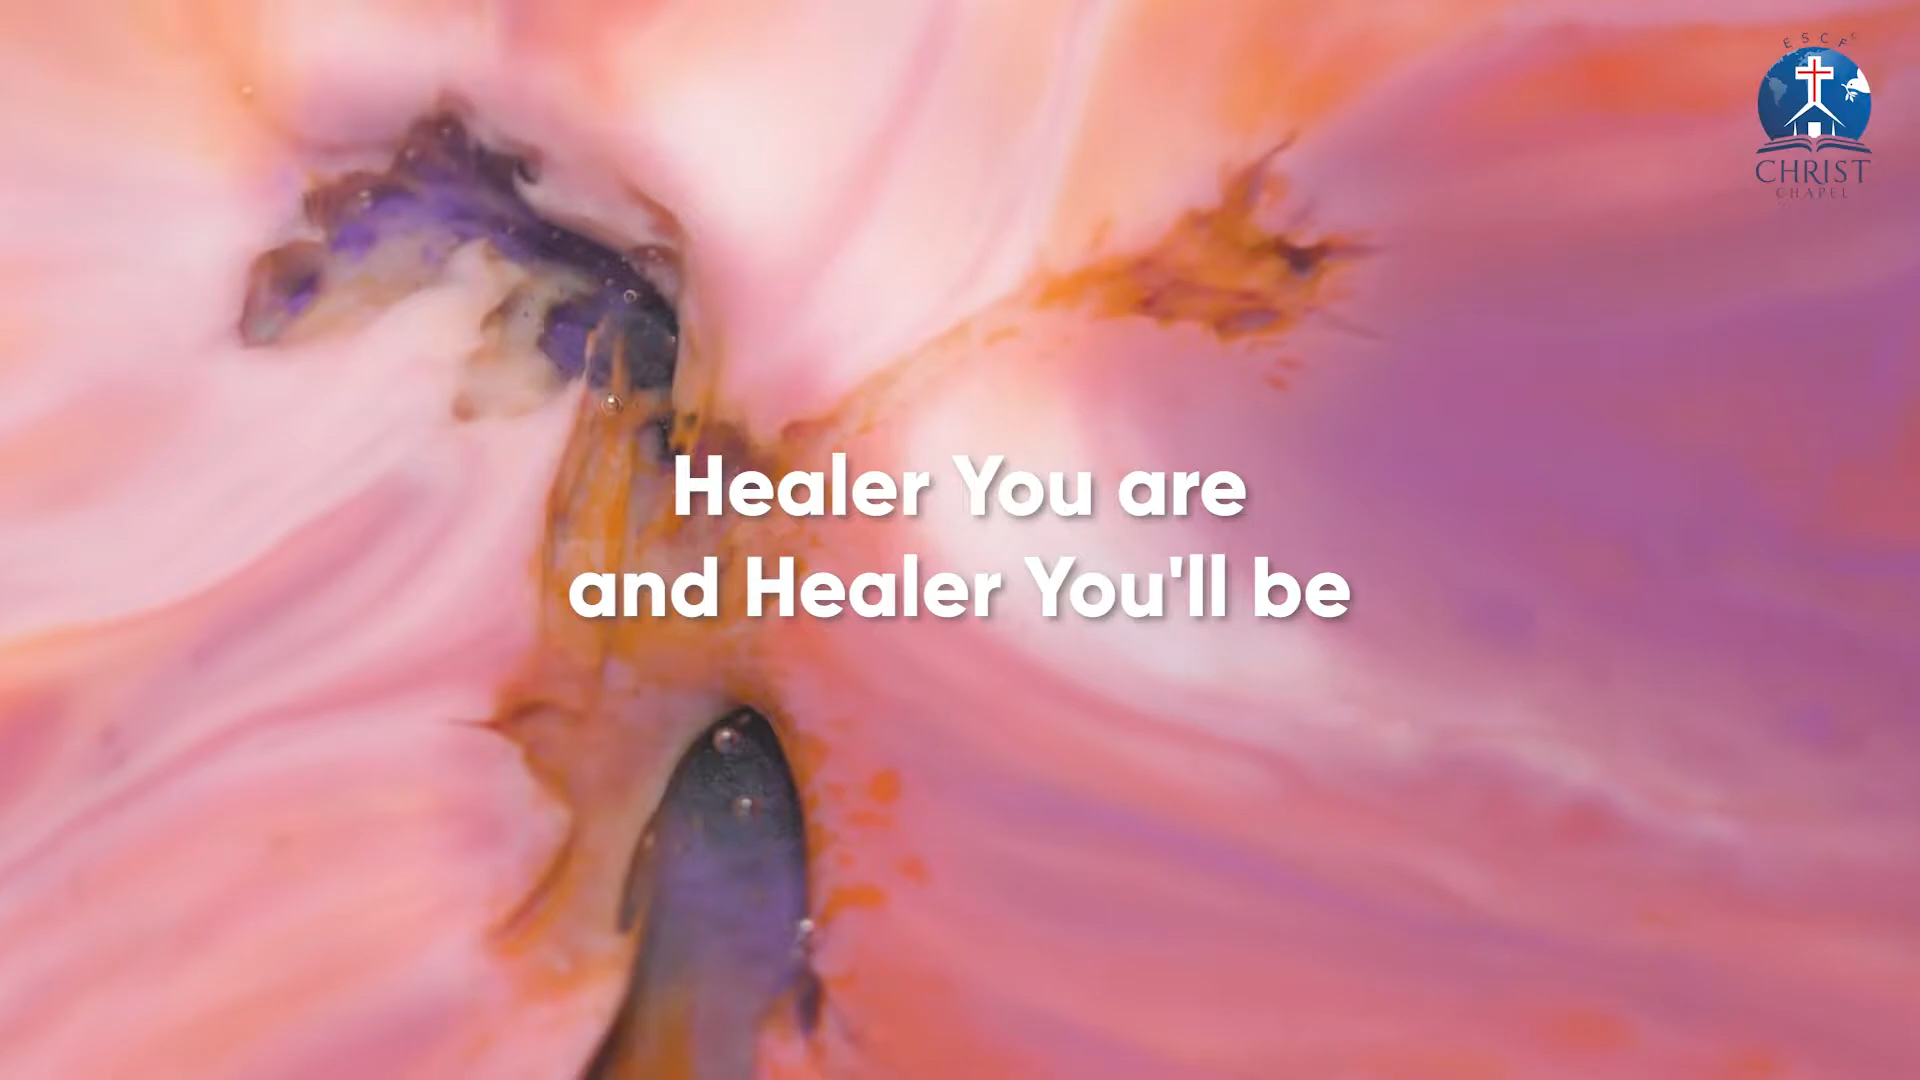 ESCF
CHRIST
CHAPEL
Healer You are
and Healer You'll be